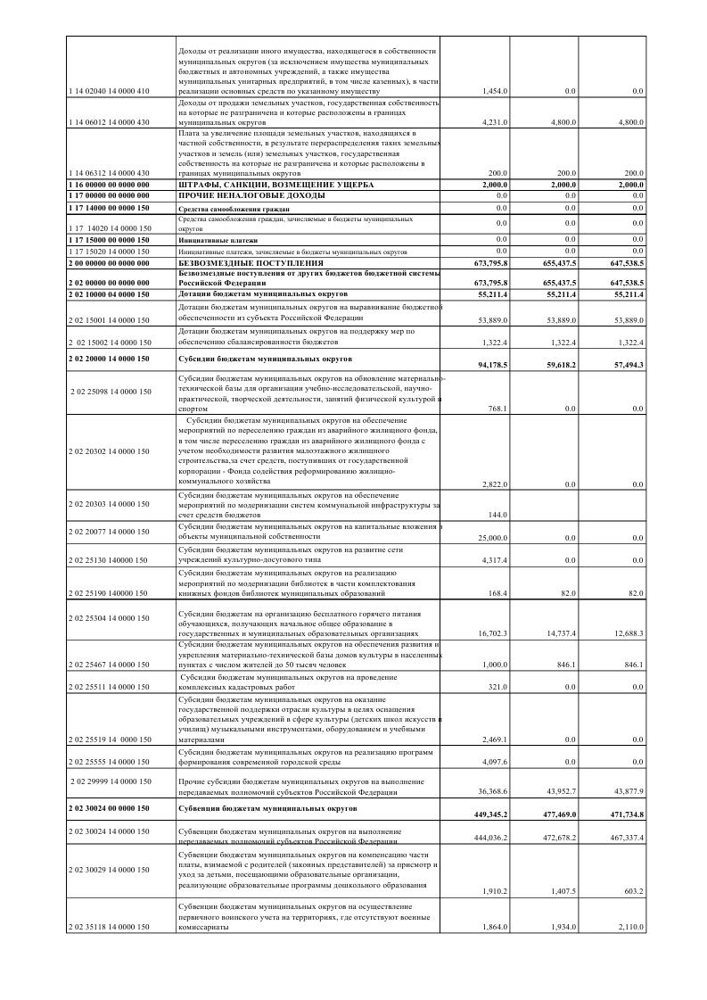 Доходы от реализации иного имущества, находящегося в собственности
муниципальных округов (за исключением имущества муниципальных
бюджетных и автономных учреждений, а также имущества
муниципальных унитарных предприятий, в том числе казенных), в части
1 14 02040 14 0000 410 реализации основных средств по указанному имуществу 1,454.0 0.0 0.0
Доходы от продажи земельных участков, государственная собственность
на которые не разграничена и которые расположены в границах
1 14 06012 14 0000 430 муниципальных округов 4,231.0 4,800.0 4,800.0
Плата за увеличение площади земельных участков, находящихся в
частной собственности, в результате перераспределения таких земельных
участков и земель (или) земельных участков, государственная
собственность на которые не разграничена и которые расположены в
1 14 06312 14 0000 430 границах муниципальных округов 200.0 200.0 200.0
1 16 00000 00 0000 000 ШТРАФЫ, САНКЦИИ, ВОЗМЕЩЕНИЕ УЩЕРБА 2,000.0 2,000.0 2,000.0
1 17 00000 00 0000 000 ПРОЧИЕ НЕНАЛОГОВЫЕ ДОХОДЫ 0.0 0.0 0.0
1 17 14000 00 0000 150 Средства самообложения граждан 0.0 0.0 0.0
Средства самообложения граждан, зачисляемые в бюджеты муниципальных
1 17 14020 14 0000 150 округов 0.0 0.0 0.0
1 17 15000 00 0000 150 Инициативные платежи 0.0 0.0 0.0
1 17 15020 14 0000 150 Инициативные платежи, зачисляемые в бюджеты муниципальных округов 0.0 0.0 0.0
2 00 00000 00 0000 000 БЕЗВОЗМЕЗДНЫЕ ПОСТУПЛЕНИЯ 673,795.8 655,437.5 647,538.5
Безвозмездные поступления от других бюджетов бюджетной системы
2 02 00000 00 0000 000 Российской Федерации 673,795.8 655,437.5 647,538.5
2 02 10000 04 0000 150 Дотации бюджетам муниципальных округов 55,211.4 55,211.4 55,211.4
Дотации бюджетам муниципальных округов на выравнивание бюджетной
2 02 15001 14 0000 150 обеспеченности из субъекта Российской Федерации 53,889.0 53,889.0 53,889.0
Дотации бюджетам муниципальных округов на поддержку мер по
2 02 15002 14 0000 150 обеспечению сбалансированности бюджетов 1,322.4 1,322.4 1,322.4
2 02 20000 14 0000 150 Субсидии бюджетам муниципальных округов 94,178.5 59,618.2 57,494.3
Субсидии бюджетам муниципальных округов на обновление материально-
2 02 25098 14 0000 150 технической базы для организации учебно-исследовательской, научно-
практической, творческой деятельности, занятий физической культурой и
спортом 768.1 0.0 0.0
Субсидии бюджетам муниципальных округов на обеспечение
мероприятий по переселению граждан из аварийного жилищного фонда,
в том числе переселению граждан из аварийного жилищного фонда с
2 02 20302 14 0000 150 учетом необходимости развития малоэтажного жилищного
строительства,за счет средств, поступивших от государственной
корпорации - Фонда содействия реформированию жилищно-
коммунального хозяйства 2,822.0 0.0 0.0
Субсидии бюджетам муниципальных округов на обеспечение
2 02 20303 14 0000 150 мероприятий по модернизации систем коммунальной инфраструктуры за
счет средств бюджетов 144.0
Субсидии бюджетам муниципальных округов на капитальные вложения в
2 02 20077 14 0000 150 объекты муниципальной собственности 25,000.0 0.0 0.0
Субсидии бюджетам муниципальных округов на развитие сети
2 02 25130 140000 150 учреждений культурно-досугового типа 4,317.4 0.0 0.0
Субсидии бюджетам муниципальных округов на реализацию
мероприятий по модернизации библиотек в части комплектования
2 02 25190 140000 150 книжных фондов библиотек муниципальных образований 168.4 82.0 82.0
Субсидии бюджетам на организацию бесплатного горячего питания
2 02 25304 14 0000 150 обучающихся, получающих начальное общее образование в
государственных и муниципальных образовательных организациях 16,702.3 14,737.4 12,688.3
Субсидии бюджетам муниципальных округов на обеспечения развития и
укрепления материально-технической базы домов культуры в населенных
2 02 25467 14 0000 150 пунктах с числом жителей до 50 тысяч человек 1,000.0 846.1 846.1
Субсидии бюджетам муниципальных округов на проведение
2 02 25511 14 0000 150 комплексных кадастровых работ 321.0 0.0 0.0
Субсидии бюджетам муниципальных округов на оказание
государственной поддержки отрасли культуры в целях оснащения
образовательных учреждений в сфере культуры (детских школ искусств и
училищ) музыкальными инструментами, оборудованием и учебными
2 02 25519 14 0000 150 материалами 2,469.1 0.0 0.0
Субсидии бюджетам муниципальных округов на реализацию программ
2 02 25555 14 0000 150 формирования современной городской среды 4,097.6 0.0 0.0
2 02 29999 14 0000 150 Прочие субсидии бюджетам муниципальных округов на выполнение
передаваемых полномочий субъектов Российской Федерации 36,368.6 43,952.7 43,877.9
2 02 30024 00 0000 150 Субвенции бюджетам муниципальных округов 449,345.2 477,469.0 471,734.8
2 02 30024 14 0000 150 Субвенции бюджетам муниципальных округов на выполнение
передаваемых полномочий субъектов Российской Федерации 444,036.2 472,678.2 467,337.4
Субвенции бюджетам муниципальных округов на компенсацию части
платы, взимаемой с родителей (законных представителей) за присмотр и
2 02 30029 14 0000 150 уход за детьми, посещающими образовательные организации,
реализующие образовательные программы дошкольного образования 1,910.2 1,407.5 603.2
Субвенции бюджетам муниципальных округов на осуществление
первичного воинского учета на территориях, где отсутствуют военные
2 02 35118 14 0000 150 комиссариаты 1,864.0 1,934.0 2,110.0